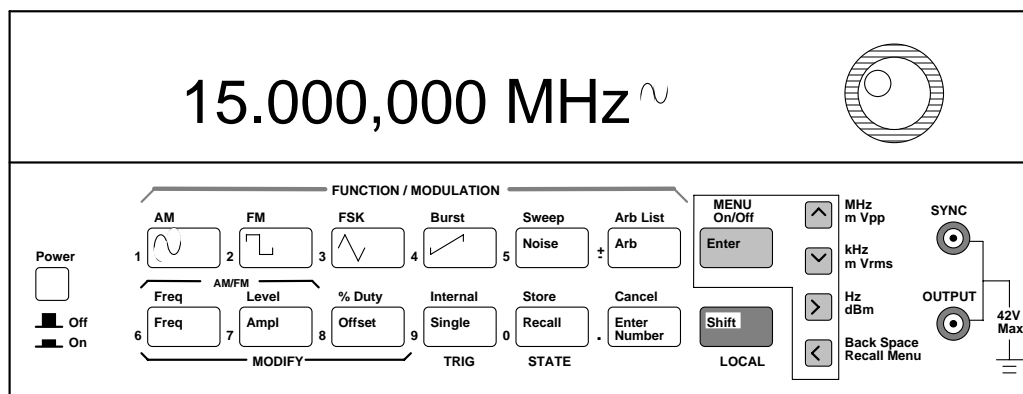 15.000,000 MHz
FUNCTION / MODULATION
AM FM FSK Burst Sweep Arb List
1 2 3 4 5 Noise ± Arb
AM/FM
Freq Level % Duty Internal Store Cancel
6 Freq 7 Ampl 8 Offset 9 Single 0 Recall . Enter Number
MODIFY TRIG STATE
Power
Off
On
MENU
On/Off
Enter
Shift
LOCAL
MHz
m Vpp
kHz
m Vrms
Hz
dBm
Back Space
Recall Menu
SYNC
OUTPUT
42V
Max